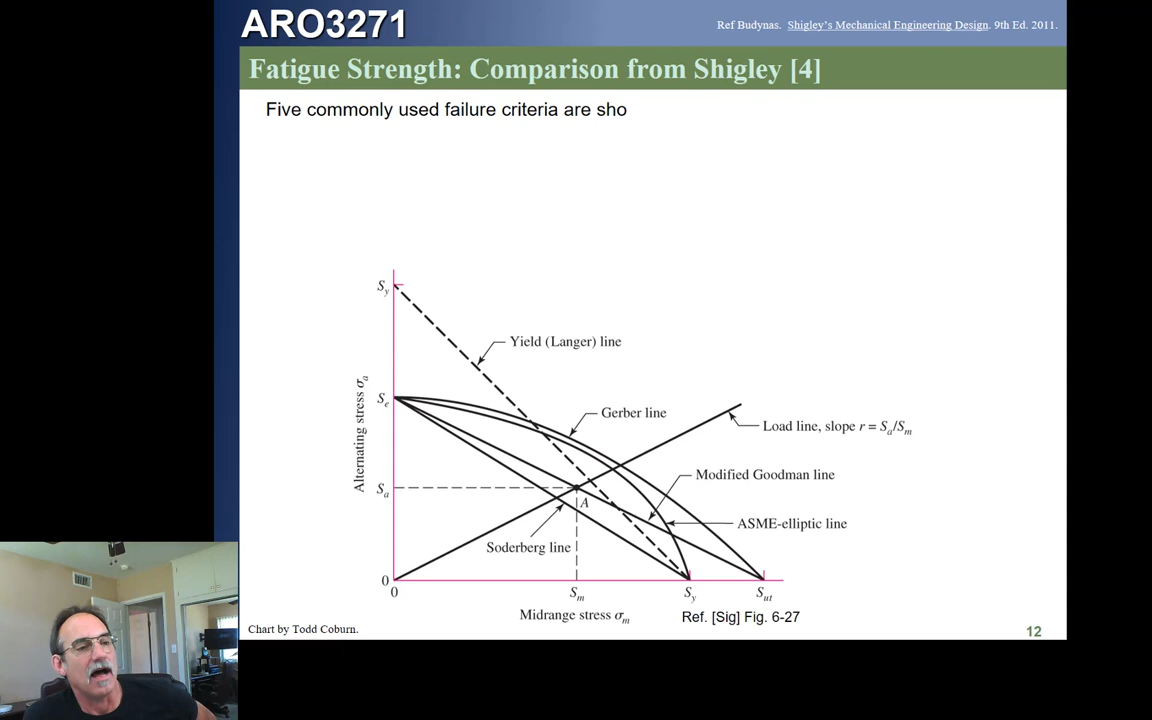 ARO3271
Ref Budynas. Shigley's Mechanical Engineering Design. 9th Ed. 2011.
Fatigue Strength: Comparison from Shigley [4]
Five commonly used failure criteria are sho
Sy
Yield (Langer) line
Se
Gerber line
Load line, slope r = Sa/Sm
Alternating stress σa
Modified Goodman line
Sa
A
ASME-elliptic line
Soderberg line
0
0
Sm
Sy
Sut
Midrange stress σm
Ref. [Sig] Fig. 6-27
Chart by Todd Coburn.
12